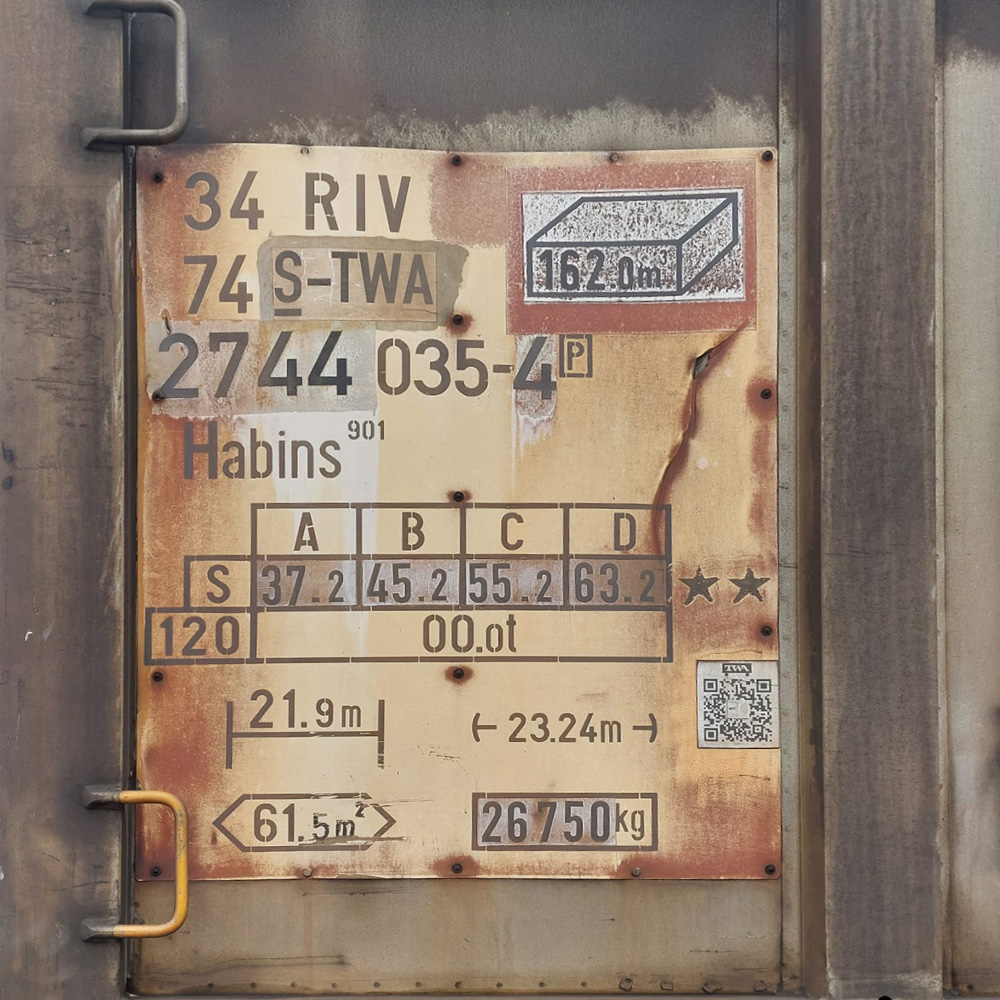 34 RIV
74 S-TWA
162.0m³
2744 035-4 P
Habins 901
A B C D
S 37.2 45.2 55.2 63.2 ★★
120 00.0t
TWA
21.9m
23.24m
61.5m²
26750kg